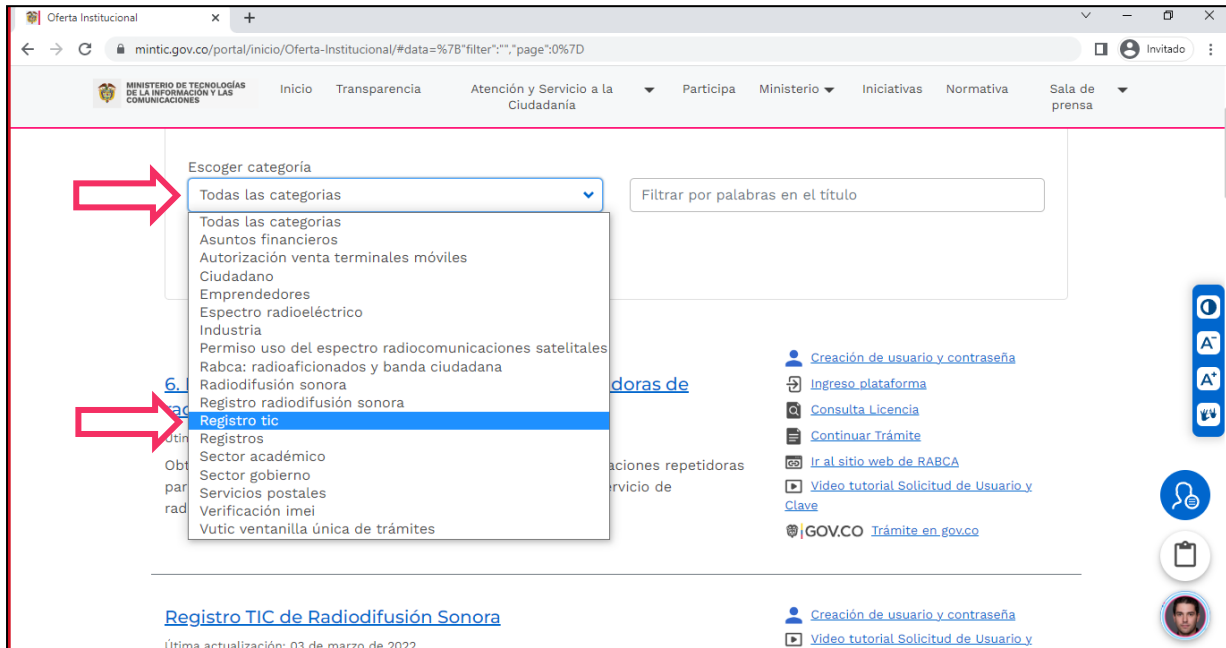 Oferta Institucional
mintic.gov.co/portal/inicio/Oferta-Institucional/#data=%7B"filter":"","page":0%7D
Invitado
MINISTERIO DE TECNOLOGÍAS
DE LA INFORMACIÓN Y LAS
COMUNICACIONES
Inicio
Transparencia
Atención y Servicio a la
Ciudadanía
Participa
Ministerio
Iniciativas
Normativa
Sala de
prensa
Escoger categoría
Todas las categorias
Filtrar por palabras en el título
Todas las categorias
Asuntos financieros
Autorización venta terminales móviles
Ciudadano
Emprendedores
Espectro radioeléctrico
Industria
Permiso uso del espectro radiocomunicaciones satelitales
Rabca: radioaficionados y banda ciudadana
Radiodifusión sonora
Registro radiodifusión sonora
Registro tic
Registros
Sector académico
Sector gobierno
Servicios postales
Verificación imei
Vutic ventanilla única de trámites
6.
doras de
aciones repetidoras
ervicio de
Creación de usuario y contraseña
Ingreso plataforma
Consulta Licencia
Continuar Trámite
Ir al sitio web de RABCA
Video tutorial Solicitud de Usuario y
Clave
GOV.CO Trámite en gov.co
A-
A+
Registro TIC de Radiodifusión Sonora
Útima actualización: 03 de marzo de 2022
Creación de usuario y contraseña
Video tutorial Solicitud de Usuario y